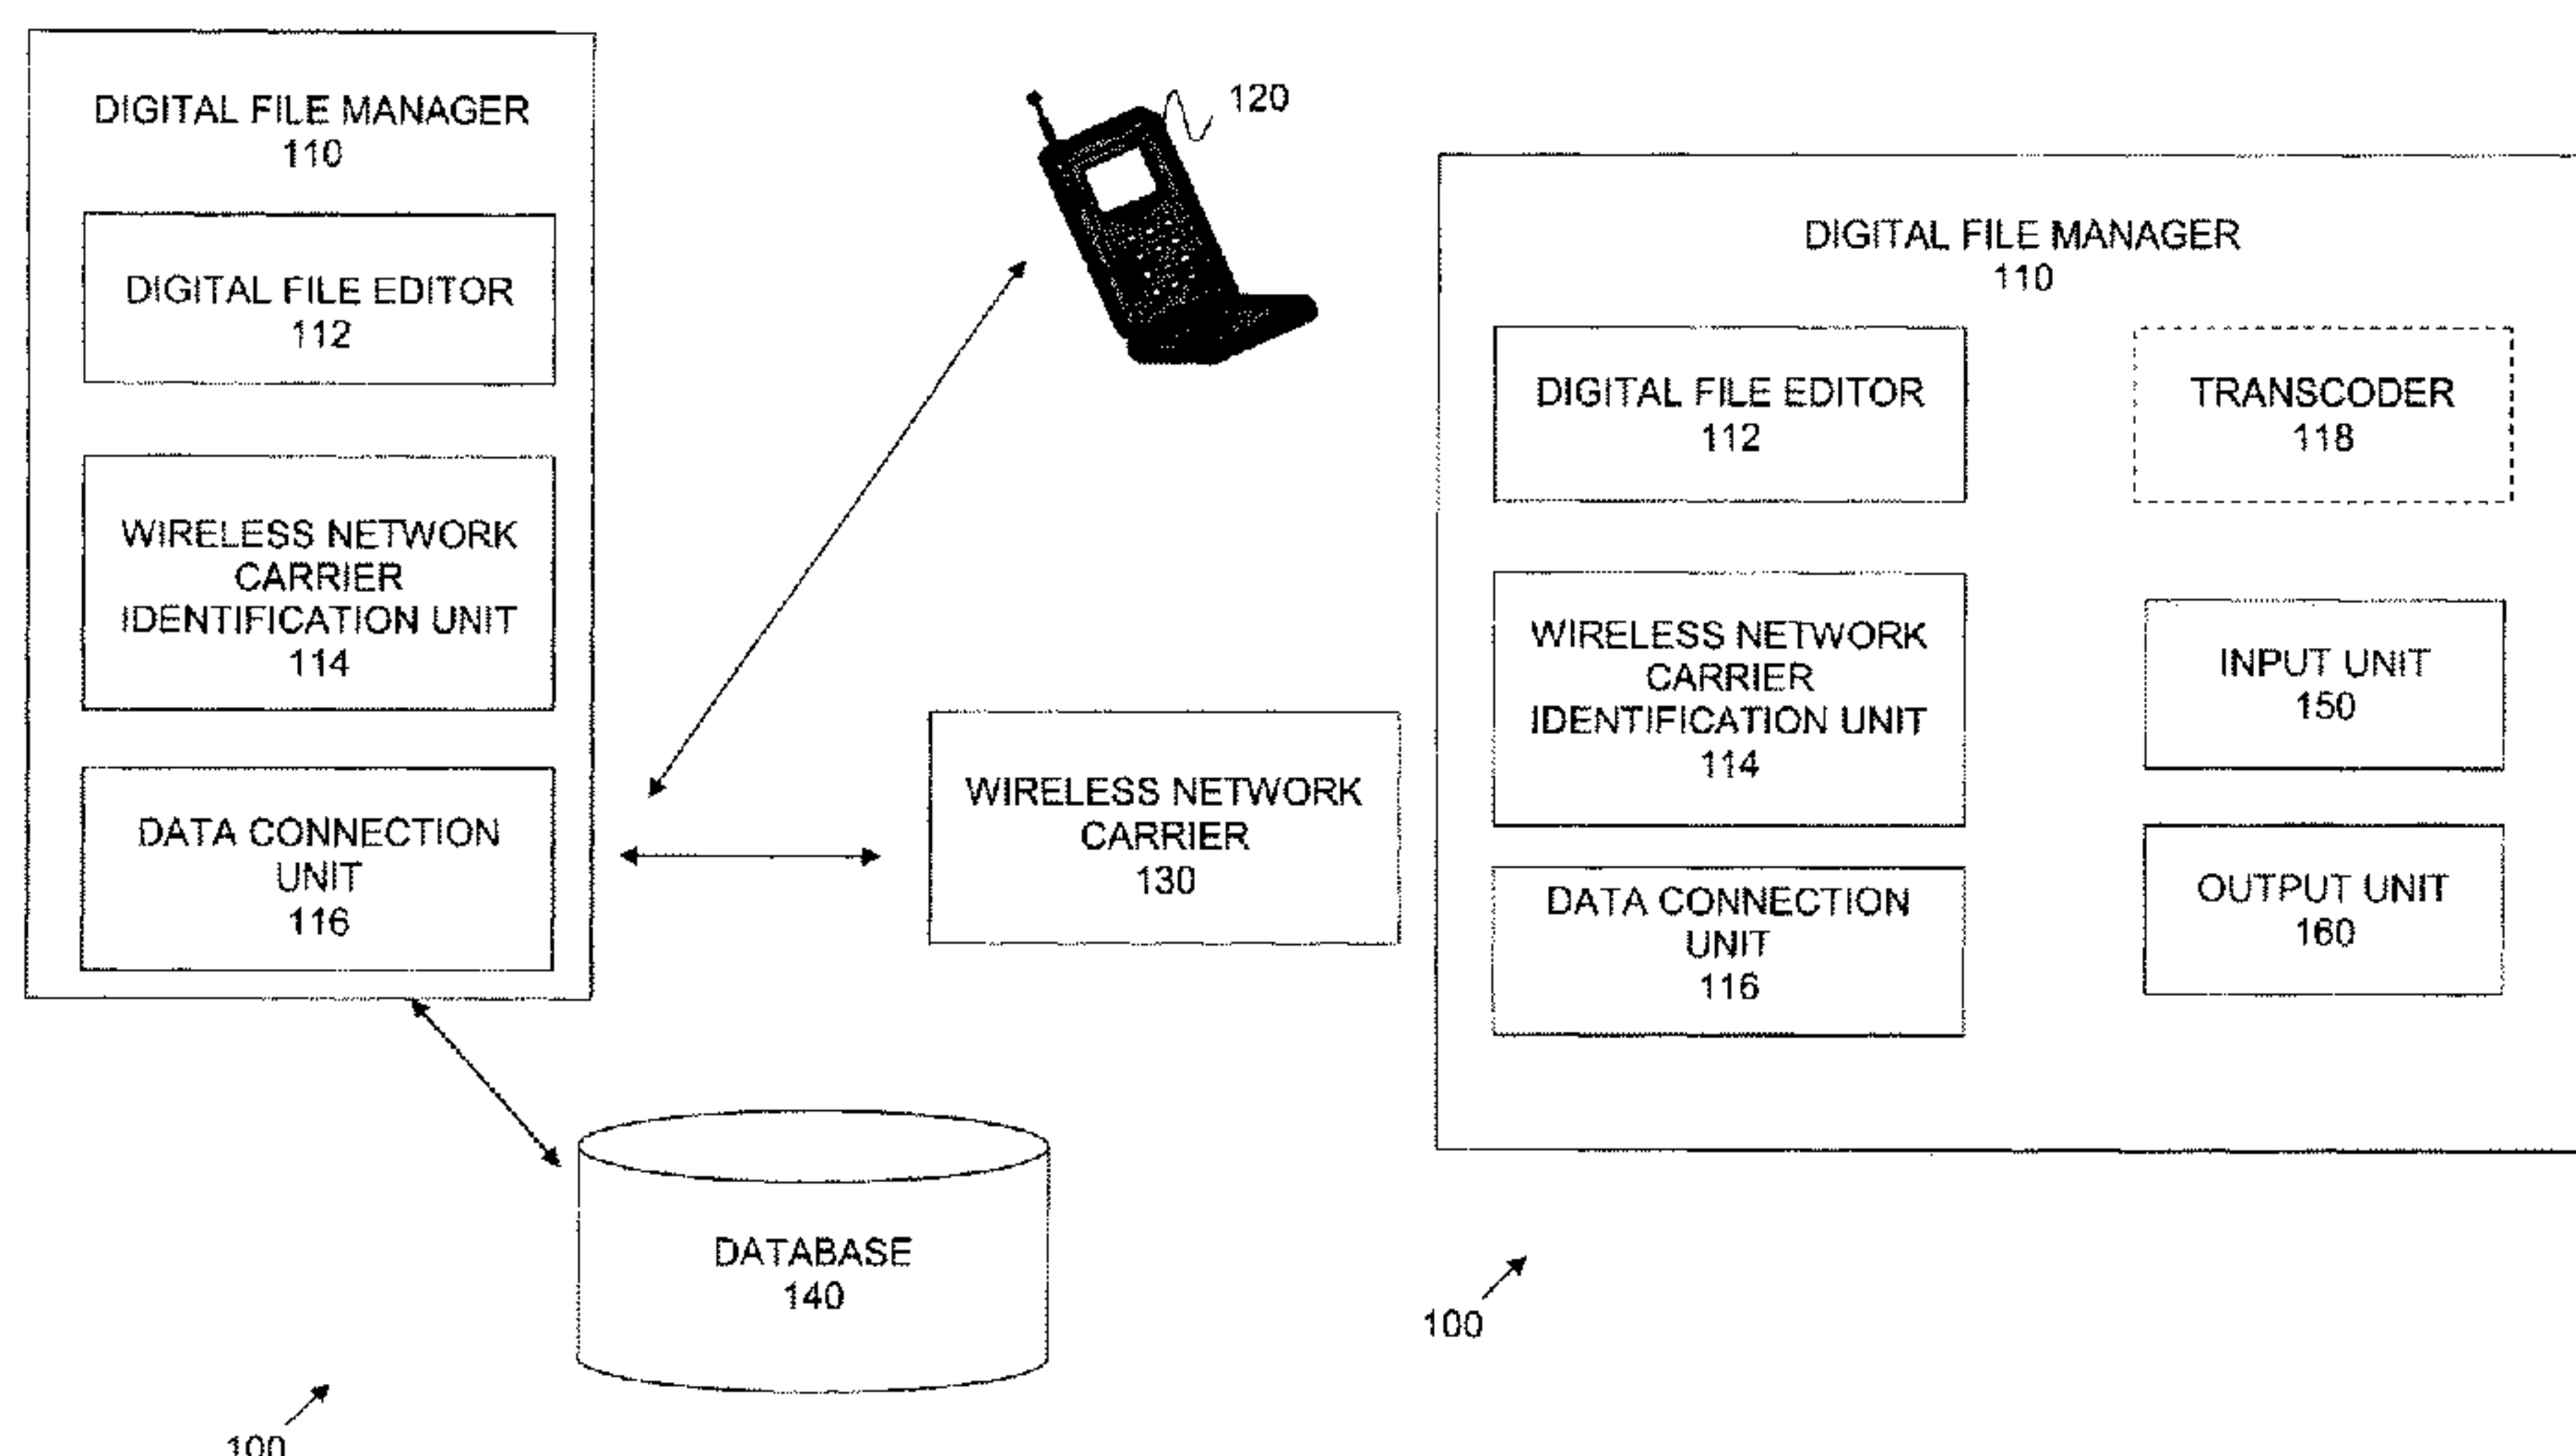 DIGITAL FILE MANAGER
110
DIGITAL FILE EDITOR
112
WIRELESS NETWORK
CARRIER
IDENTIFICATION UNIT
114
DATA CONNECTION
UNIT
116
120
WIRELESS NETWORK
CARRIER
130
DATABASE
140
100
DIGITAL FILE MANAGER
110
DIGITAL FILE EDITOR
112
TRANSCODER
118
WIRELESS NETWORK
CARRIER
IDENTIFICATION UNIT
114
INPUT UNIT
150
DATA CONNECTION
UNIT
116
OUTPUT UNIT
160
100